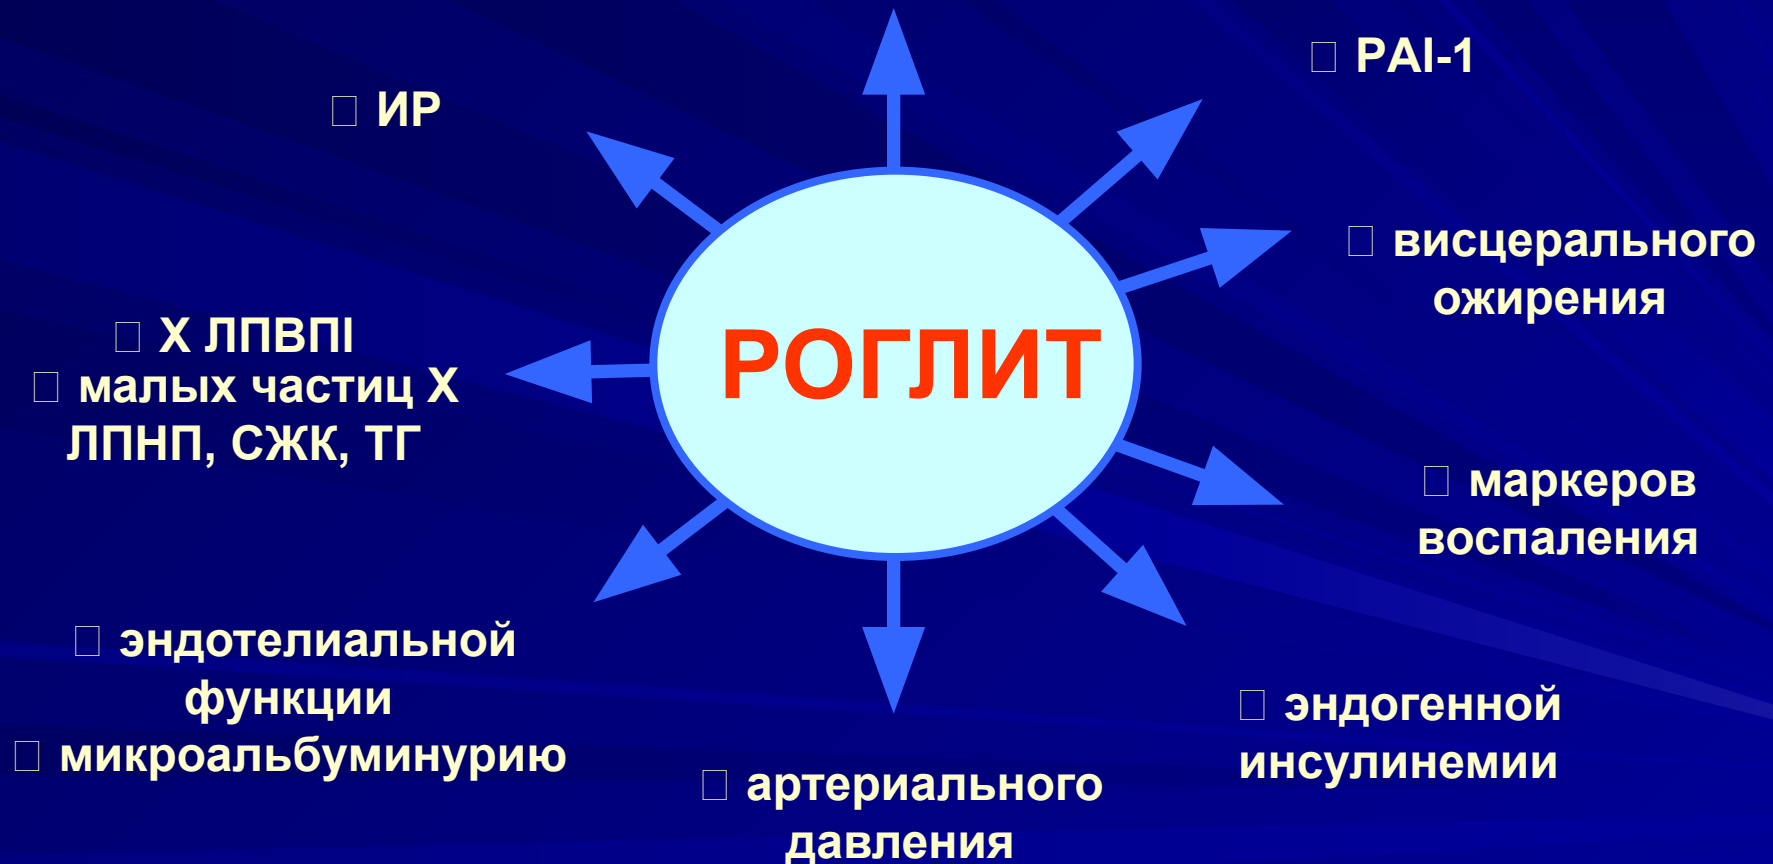 □ PAI-1
□ ИР
□ висцерального
ожирения
□ Х ЛПВПI
□ малых частиц Х
ЛПНП, СЖК, ТГ
РОГЛИТ
□ маркеров
воспаления
□ эндотелиальной
функции
□ микроальбуминурию
□ эндогенной
инсулинемии
□ артериального
давления